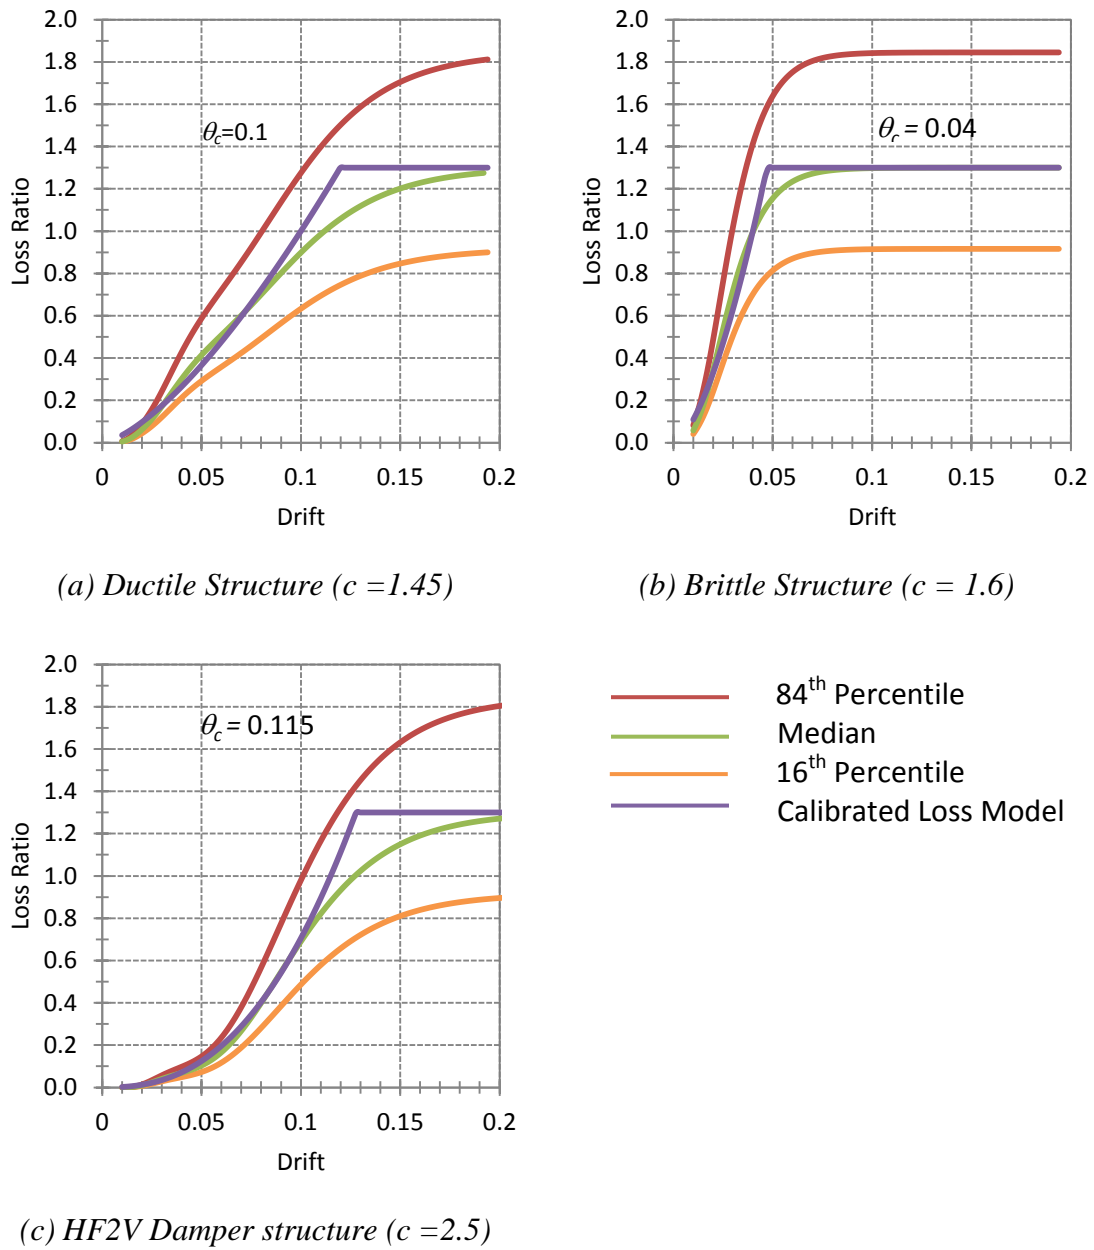 2.0
1.8
1.6
1.4
1.2
1.0
0.8
0.6
0.4
0.2
0.0
Loss Ratio
θc=0.1
0 0.05 0.1 0.15 0.2
Drift
(a) Ductile Structure (c =1.45)
2.0
1.8
1.6
1.4
1.2
1.0
0.8
0.6
0.4
0.2
0.0
Loss Ratio
θc = 0.04
0 0.05 0.1 0.15 0.2
Drift
(b) Brittle Structure (c = 1.6)
2.0
1.8
1.6
1.4
1.2
1.0
0.8
0.6
0.4
0.2
0.0
Loss Ratio
θc = 0.115
0 0.05 0.1 0.15 0.2
Drift
(c) HF2V Damper structure (c =2.5)
84th Percentile
Median
16th Percentile
Calibrated Loss Model